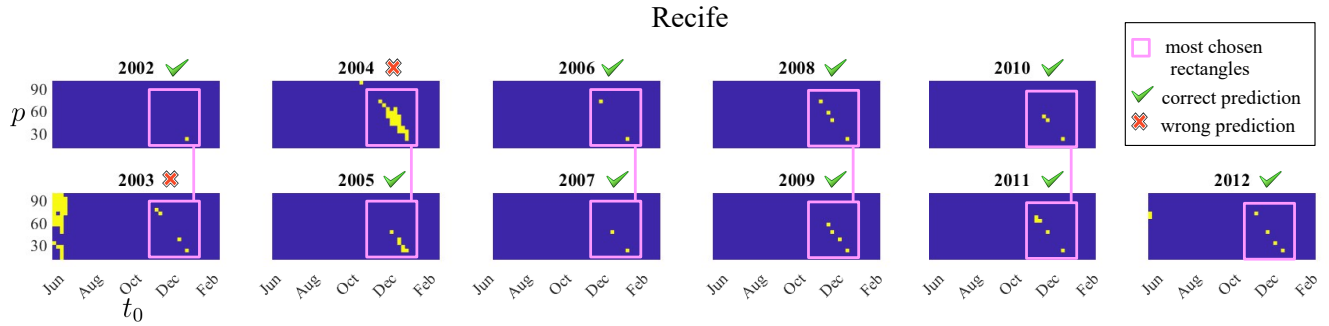 Recife
most chosen
rectangles
correct prediction
wrong prediction
2002
2004
2006
2008
2010
p
90
60
30
2003
2005
2007
2009
2011
2012
90
60
30
Jun Aug Oct Dec Feb
Jun Aug Oct Dec Feb
Jun Aug Oct Dec Feb
Jun Aug Oct Dec Feb
Jun Aug Oct Dec Feb
Jun Aug Oct Dec Feb
t₀